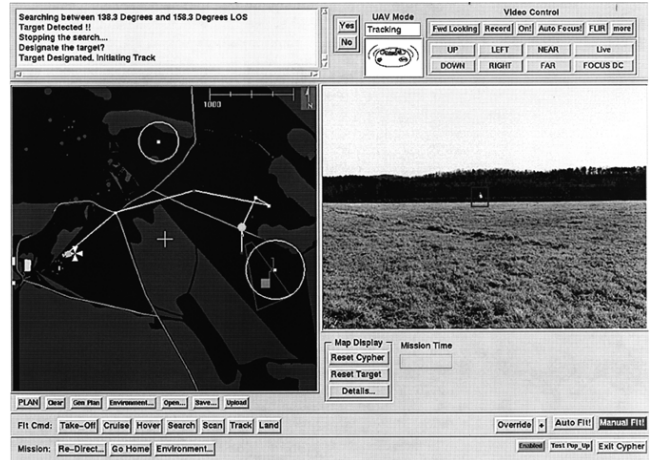 Searching between 138.3 Degrees and 158.3 Degrees LOS
Target Detected !!
Stopping the search....
Designate the target?
Target Designated, Initiating Track
Yes
No
UAV Mode
Tracking
Video Control
Fwd Looking Record On! Auto Focus! FLIR more
UP LEFT NEAR Live
DOWN RIGHT FAR FOCUS DC
1000
Map Display
Reset Cypher
Reset Target
Details...
Mission Time
PLAN Clear Gen Plan Environment... Open... Save... Upload
Flt Cmd: Take-Off Cruise Hover Search Scan Track Land
Override + Auto Flt! Manual Flt!
Mission: Re-Direct... Go Home Environment...
Enabled Test Pop_Up Exit Cypher